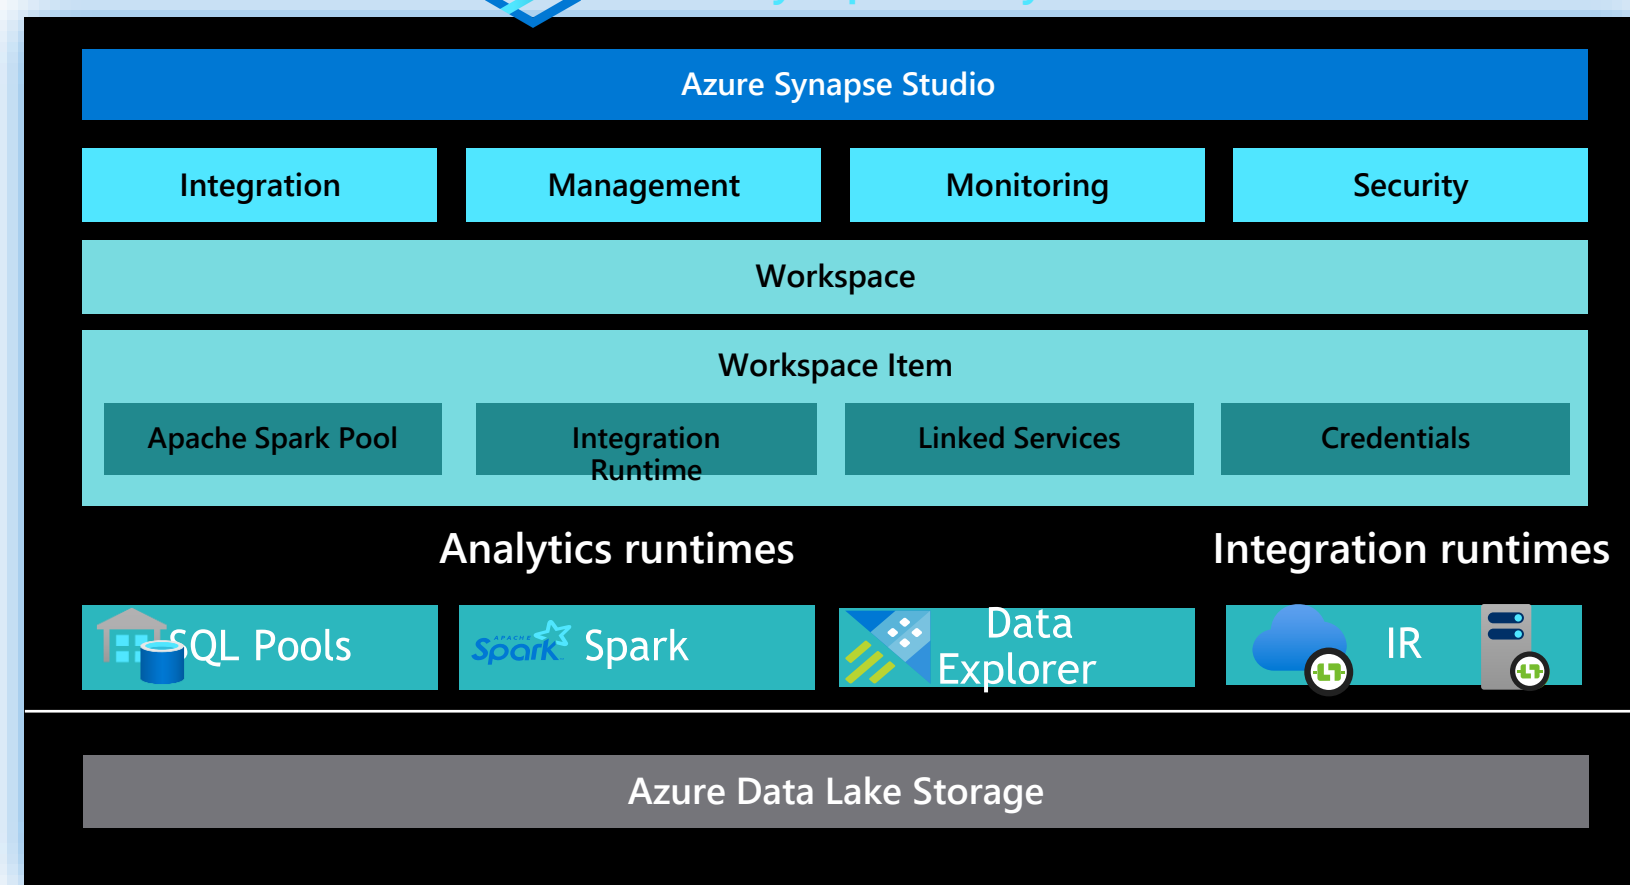 Azure Synapse Studio
Integration
Management
Monitoring
Security
Workspace
Workspace Item
Apache Spark Pool
Integration
Runtime
Linked Services
Credentials
Analytics runtimes
Integration runtimes
SQL Pools
APACHE
Spark
Spark
Data
Explorer
IR
Azure Data Lake Storage